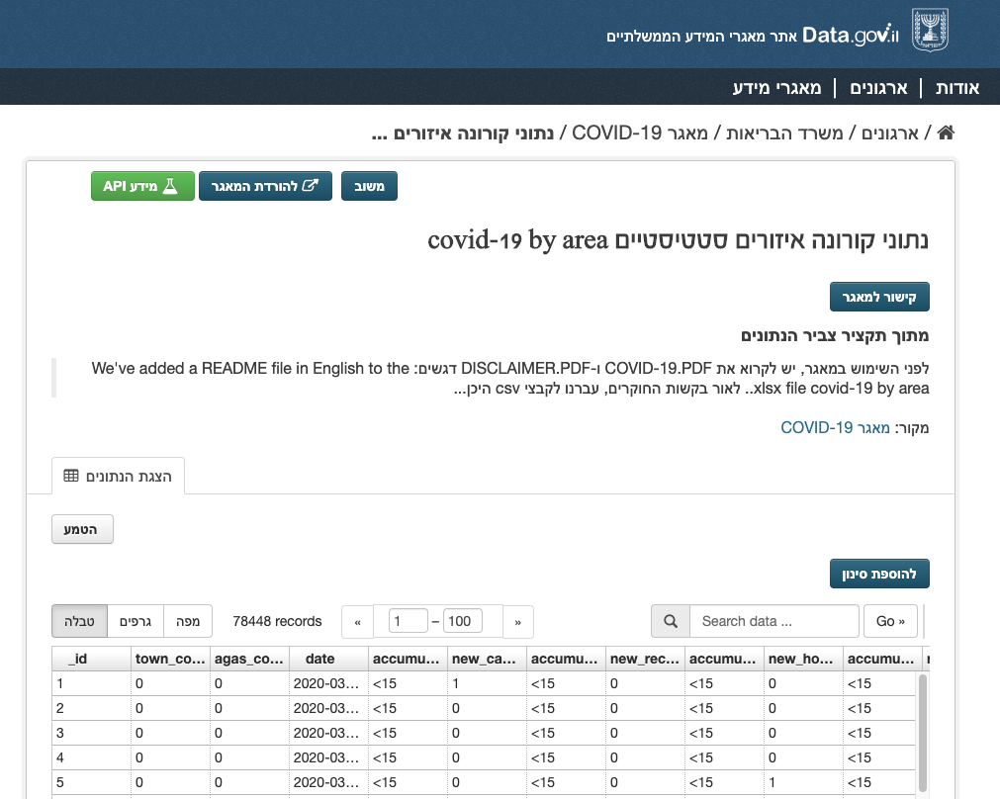 Data.gov.il אתר מאגרי המידע הממשלתיים
אודות | ארגונים | מאגרי מידע
/ ארגונים / משרד הבריאות / מאגר COVID-19 / נתוני קורונה איזורים ...
משוב
להורדת המאגר
מידע API
נתוני קורונה איזורים סטטיסטיים covid-19 by area
קישור למאגר
מתוך תקציר צביר הנתונים
לפני השימוש במאגר, יש לקרוא את COVID-19.PDF ו-DISCLAIMER.PDF דגשים: We've added a README file in English to the
xlsx file covid-19 by area.. לאור בקשות החוקרים, עברנו לקבצי csv היכן...
מקור: מאגר COVID-19
הצגת הנתונים
הטמע
להוספת סינון
טבלה גרפים מפה 78448 records « 1 – 100 » Search data ... Go »
_id town_co... agas_co... date accumu... new_ca... accumu... new_rec... accumu... new_ho... accumu...
1 0 0 2020-03... <15 1 <15 0 <15 0 <15
2 0 0 2020-03... <15 0 <15 0 <15 0 <15
3 0 0 2020-03... <15 0 <15 0 <15 0 <15
4 0 0 2020-03... <15 0 <15 0 <15 0 <15
5 0 0 2020-03... <15 0 <15 0 <15 1 <15